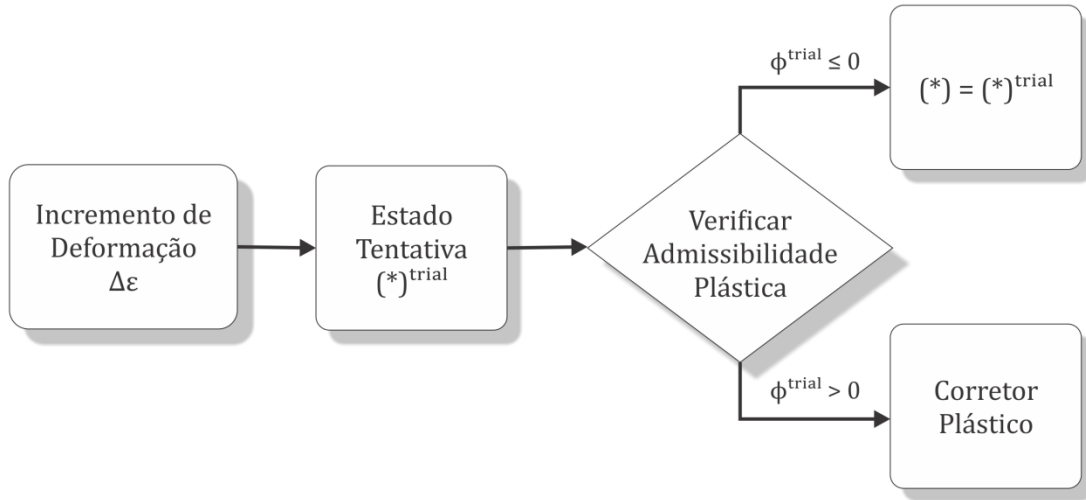 Incremento de
Deformação
Δε
Estado
Tentativa
(*)^trial
Verificar
Admissibilidade
Plástica
ϕ^trial ≤ 0
(*) = (*)^trial
ϕ^trial > 0
Corretor
Plástico